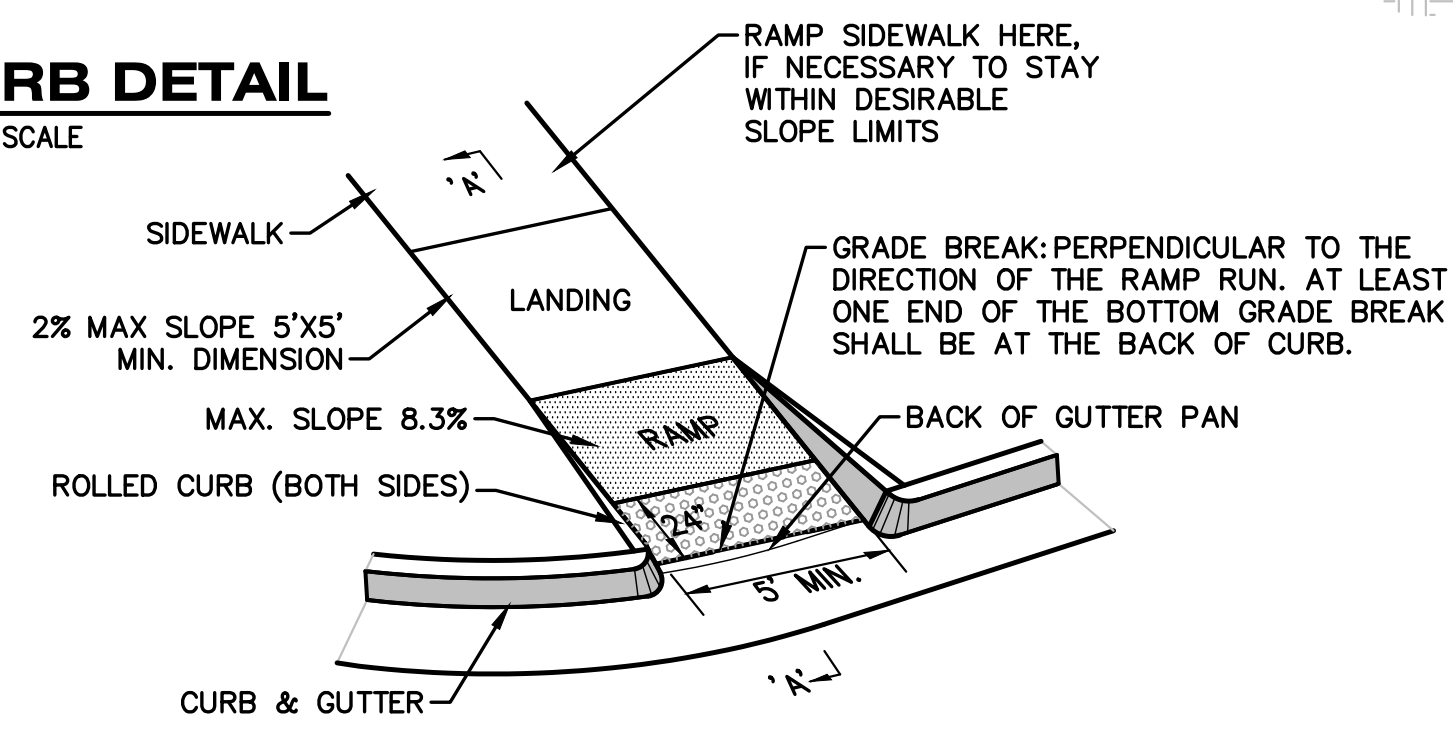 RB DETAIL
SCALE
RAMP SIDEWALK HERE,
IF NECESSARY TO STAY
WITHIN DESIRABLE
SLOPE LIMITS
'A'
SIDEWALK
GRADE BREAK: PERPENDICULAR TO THE
DIRECTION OF THE RAMP RUN. AT LEAST
ONE END OF THE BOTTOM GRADE BREAK
SHALL BE AT THE BACK OF CURB.
LANDING
2% MAX SLOPE 5'X5'
MIN. DIMENSION
MAX. SLOPE 8.3%
RAMP
BACK OF GUTTER PAN
ROLLED CURB (BOTH SIDES)
24"
5' MIN.
'A'
CURB & GUTTER